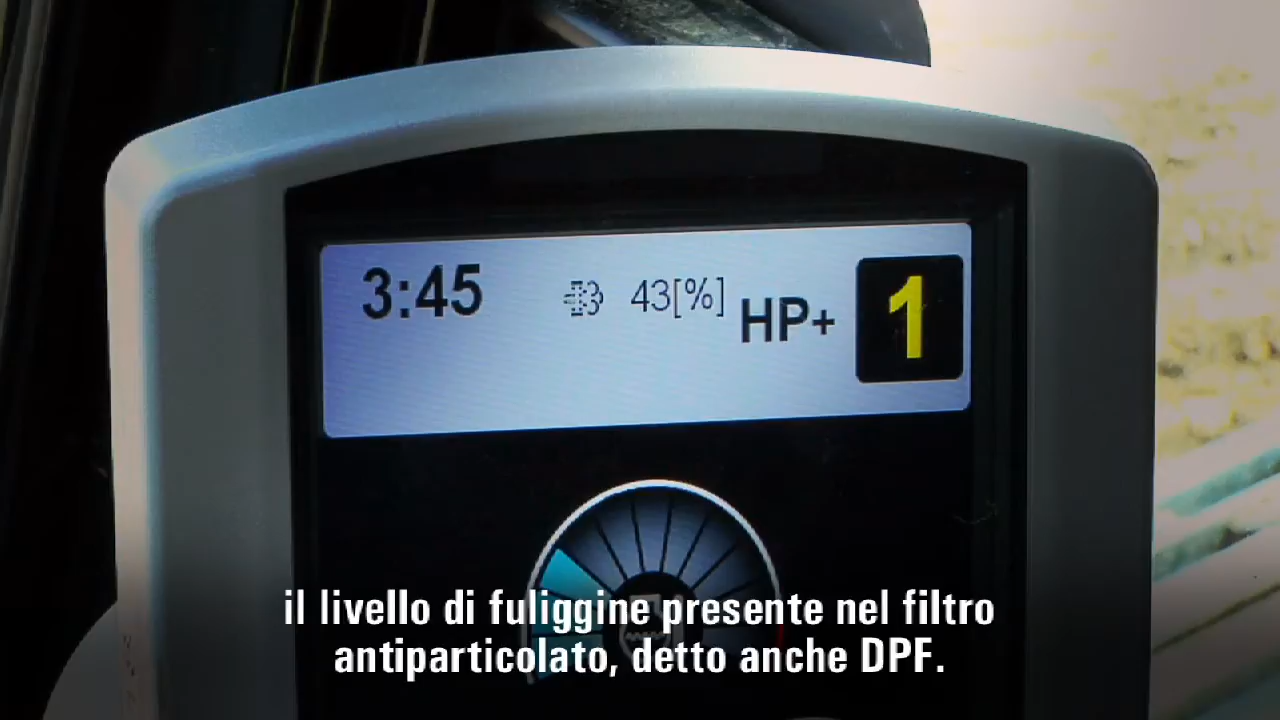 3:45 43[%] HP+ 1
il livello di fuliggine presente nel filtro
antiparticolato, detto anche DPF.